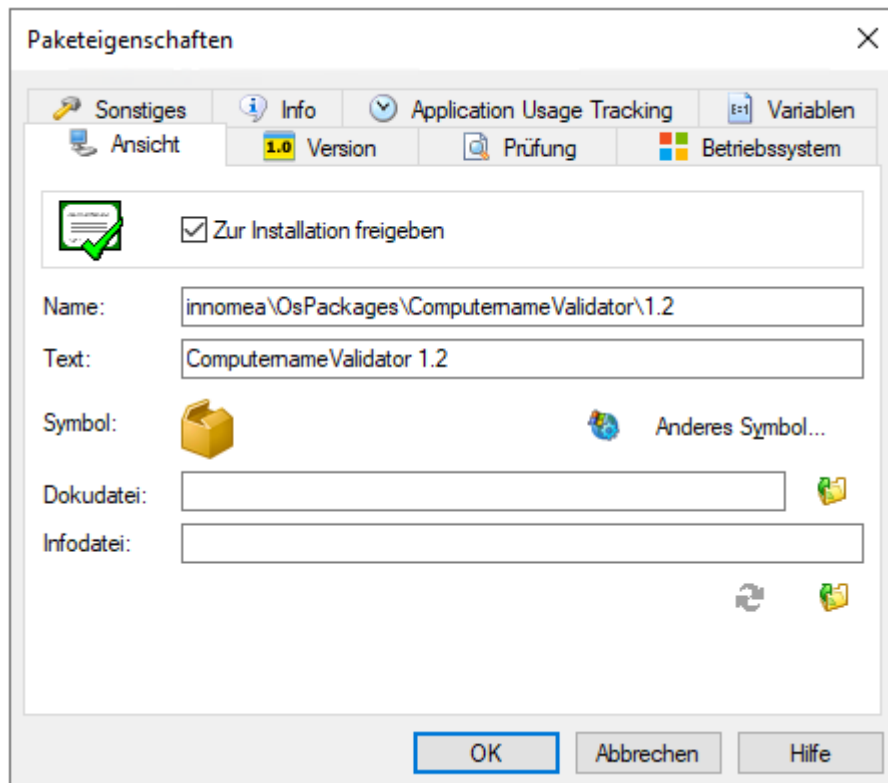 Paketeigenschaften
Sonstiges Info Application Usage Tracking E=1 Variablen
Ansicht 1.0 Version Prüfung Betriebssystem
Zur Installation freigeben
Name: innomea\OsPackages\ComputernameValidator\1.2
Text: ComputernameValidator 1.2
Symbol: Anderes Symbol...
Dokudatei:
Infodatei:
OK Abbrechen Hilfe